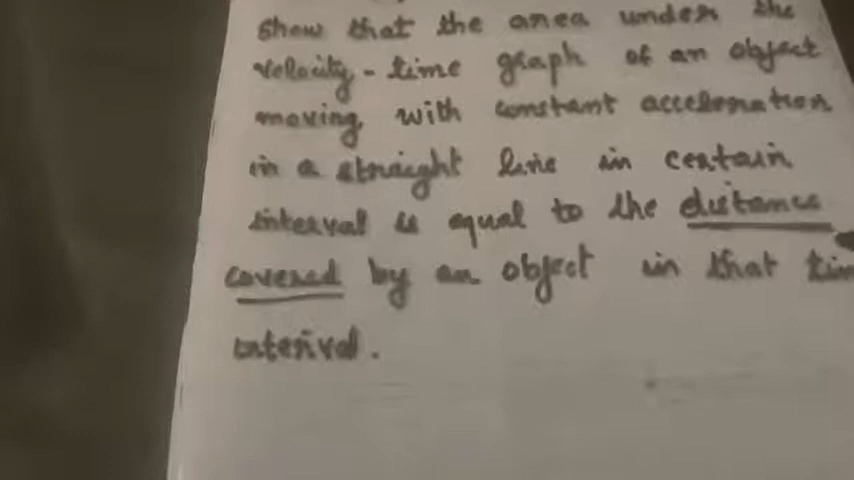 show that the area under the
velocity - time graph of an object
moving, with constant acceleration
in a straight line in certain
interval is equal to the distance
covered by an object in that
interval.